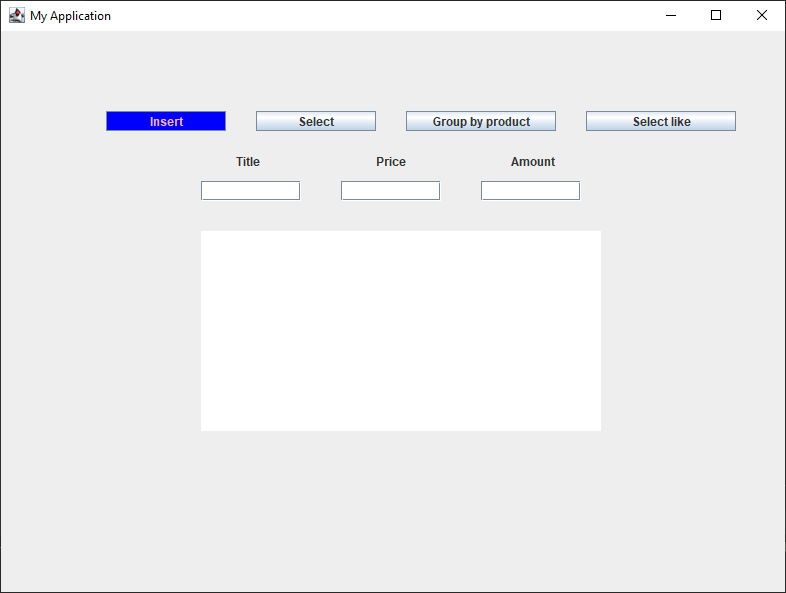 My Application
Insert Select Group by product Select like
Title Price Amount